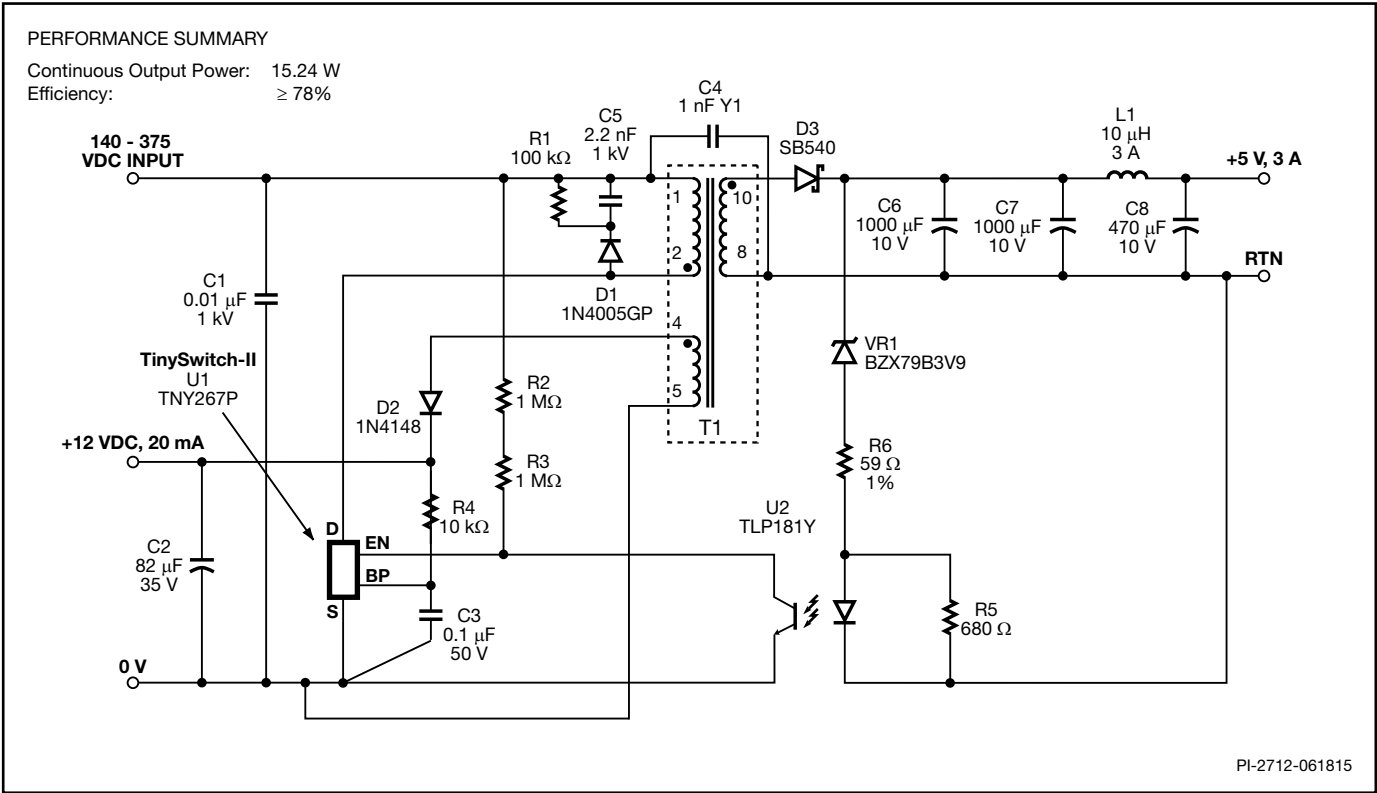 PERFORMANCE SUMMARY
Continuous Output Power: 15.24 W
Efficiency: ≥ 78%
140 - 375
VDC INPUT
R1
100 kΩ
C5
2.2 nF
1 kV
C4
1 nF Y1
D3
SB540
L1
10 μH
3 A
+5 V, 3 A
1
10
2
8
C6
1000 μF
10 V
C7
1000 μF
10 V
C8
470 μF
10 V
RTN
C1
0.01 μF
1 kV
D1
1N4005GP
4
5
T1
VR1
BZX79B3V9
TinySwitch-II
U1
TNY267P
D2
1N4148
R2
1 MΩ
+12 VDC, 20 mA
R3
1 MΩ
R6
59 Ω
1%
R4
10 kΩ
U2
TLP181Y
D
EN
BP
S
C2
82 μF
35 V
C3
0.1 μF
50 V
R5
680 Ω
0 V
PI-2712-061815